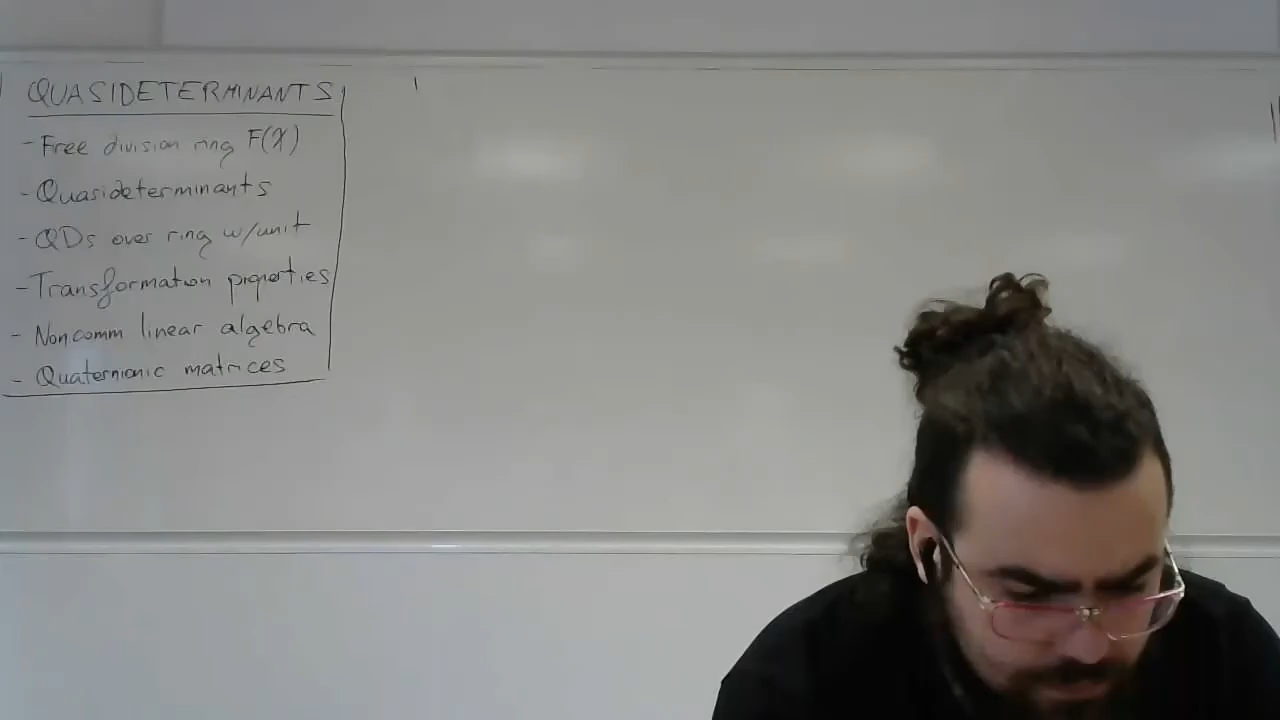 QUASIDETERMINANTS
- Free division ring F(X)
- Quasideterminants
- QDs over ring w/unit
- Transformation properties
- Noncomm linear algebra
- Quaternionic matrices